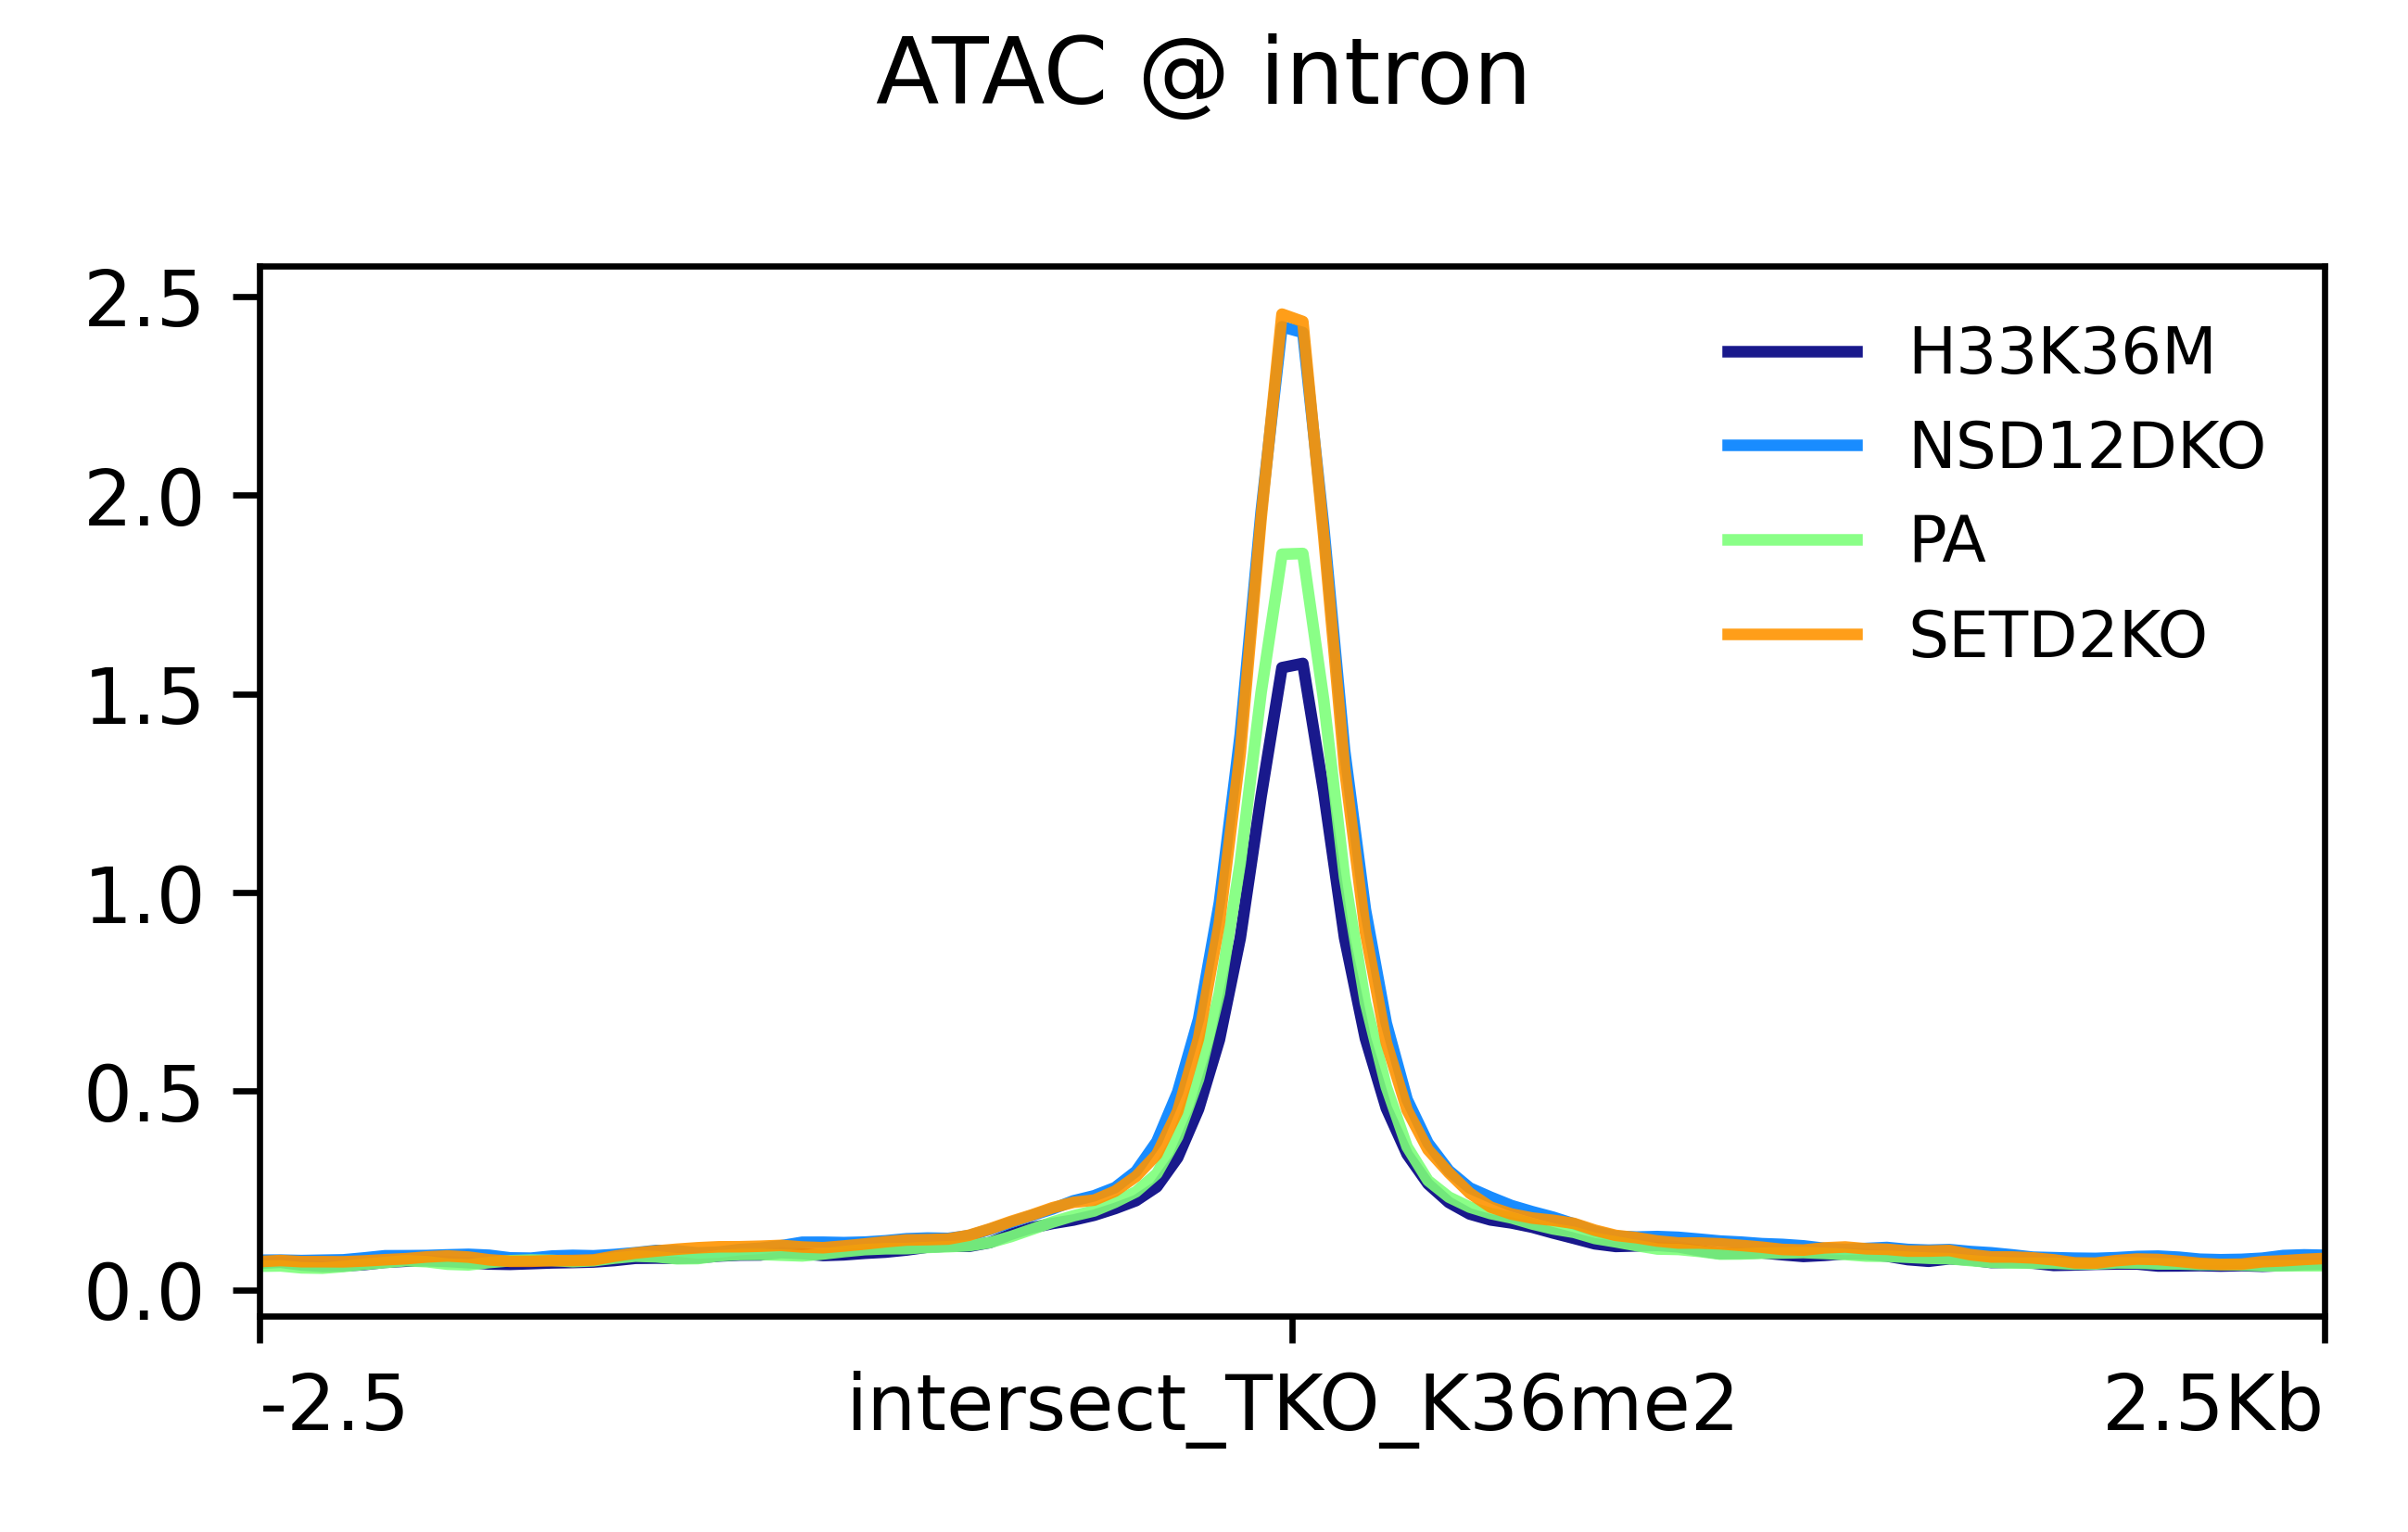 ATAC @ intron
2.5
2.0
1.5
1.0
0.5
0.0
H33K36M
NSD12DKO
PA
SETD2KO
-2.5 intersect_TKO_K36me2 2.5Kb